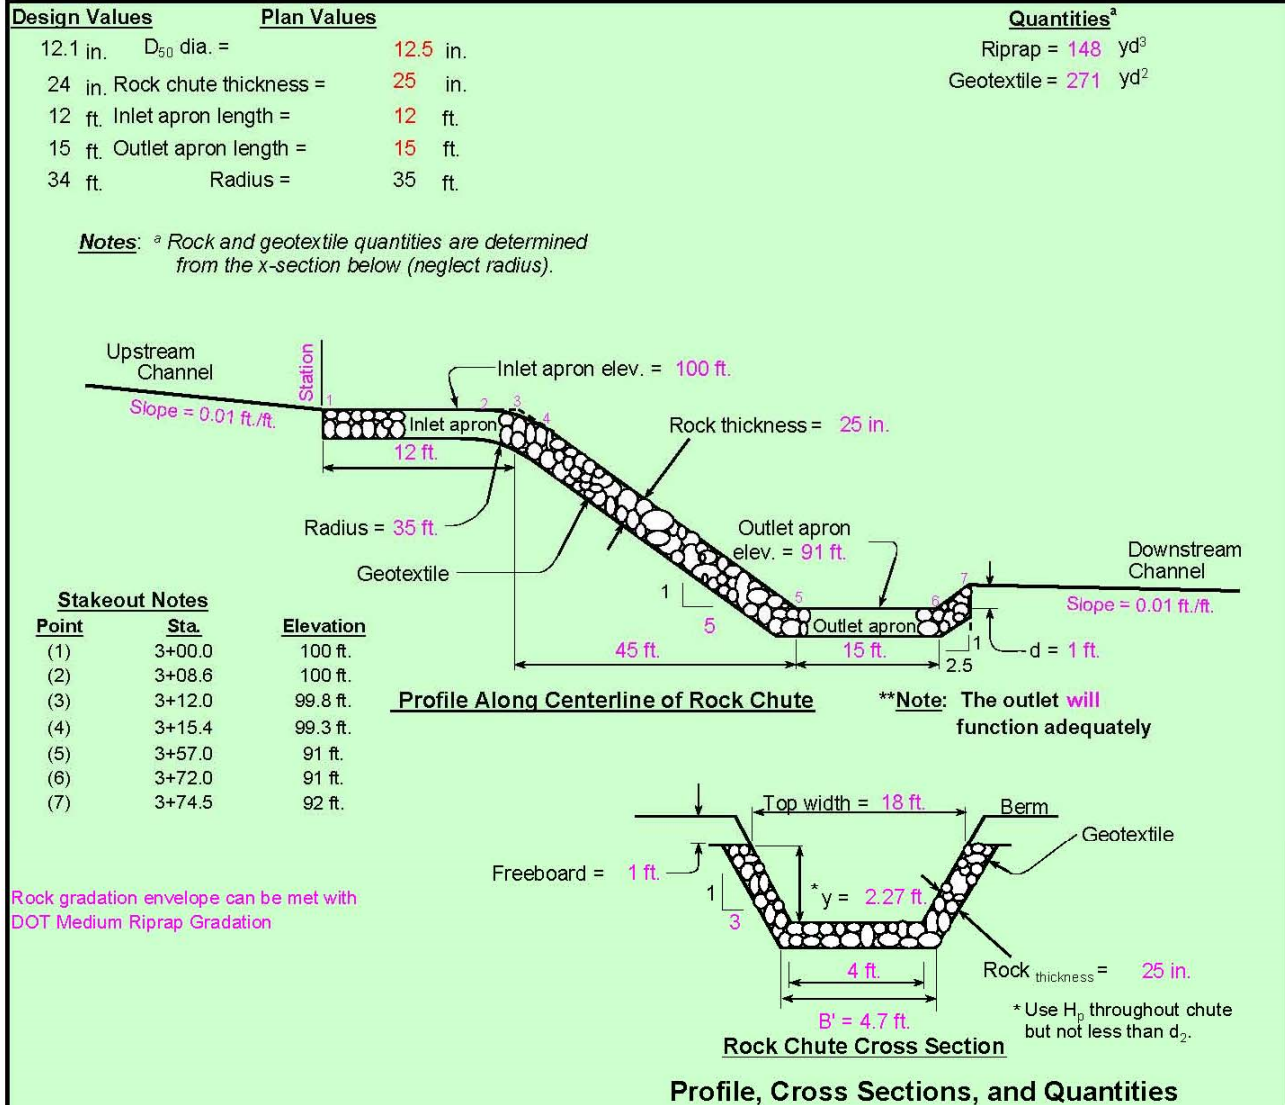 Design Values Plan Values Quantitiesᵃ
12.1 in. D₅₀ dia. = 12.5 in. Riprap = 148 yd³
24 in. Rock chute thickness = 25 in. Geotextile = 271 yd²
12 ft. Inlet apron length = 12 ft.
15 ft. Outlet apron length = 15 ft.
34 ft. Radius = 35 ft.
Notes: ᵃ Rock and geotextile quantities are determined
from the x-section below (neglect radius).
Upstream
Channel
Slope = 0.01 ft./ft.
Station
Inlet apron elev. = 100 ft.
1 2 3 4
Inlet apron
12 ft.
Rock thickness = 25 in.
Radius = 35 ft.
Geotextile
Outlet apron
elev. = 91 ft.
Downstream
Channel
Slope = 0.01 ft./ft.
1
5
5 6 7
Outlet apron
45 ft.
15 ft.
1
2.5
d = 1 ft.
Profile Along Centerline of Rock Chute
**Note: The outlet will
function adequately
Stakeout Notes
Point Sta. Elevation
(1) 3+00.0 100 ft.
(2) 3+08.6 100 ft.
(3) 3+12.0 99.8 ft.
(4) 3+15.4 99.3 ft.
(5) 3+57.0 91 ft.
(6) 3+72.0 91 ft.
(7) 3+74.5 92 ft.
Rock gradation envelope can be met with
DOT Medium Riprap Gradation
Top width = 18 ft.
Berm
Geotextile
Freeboard = 1 ft.
1
3
*y = 2.27 ft.
4 ft.
B' = 4.7 ft.
Rock thickness = 25 in.
* Use Hₚ throughout chute
but not less than d₂.
Rock Chute Cross Section
Profile, Cross Sections, and Quantities